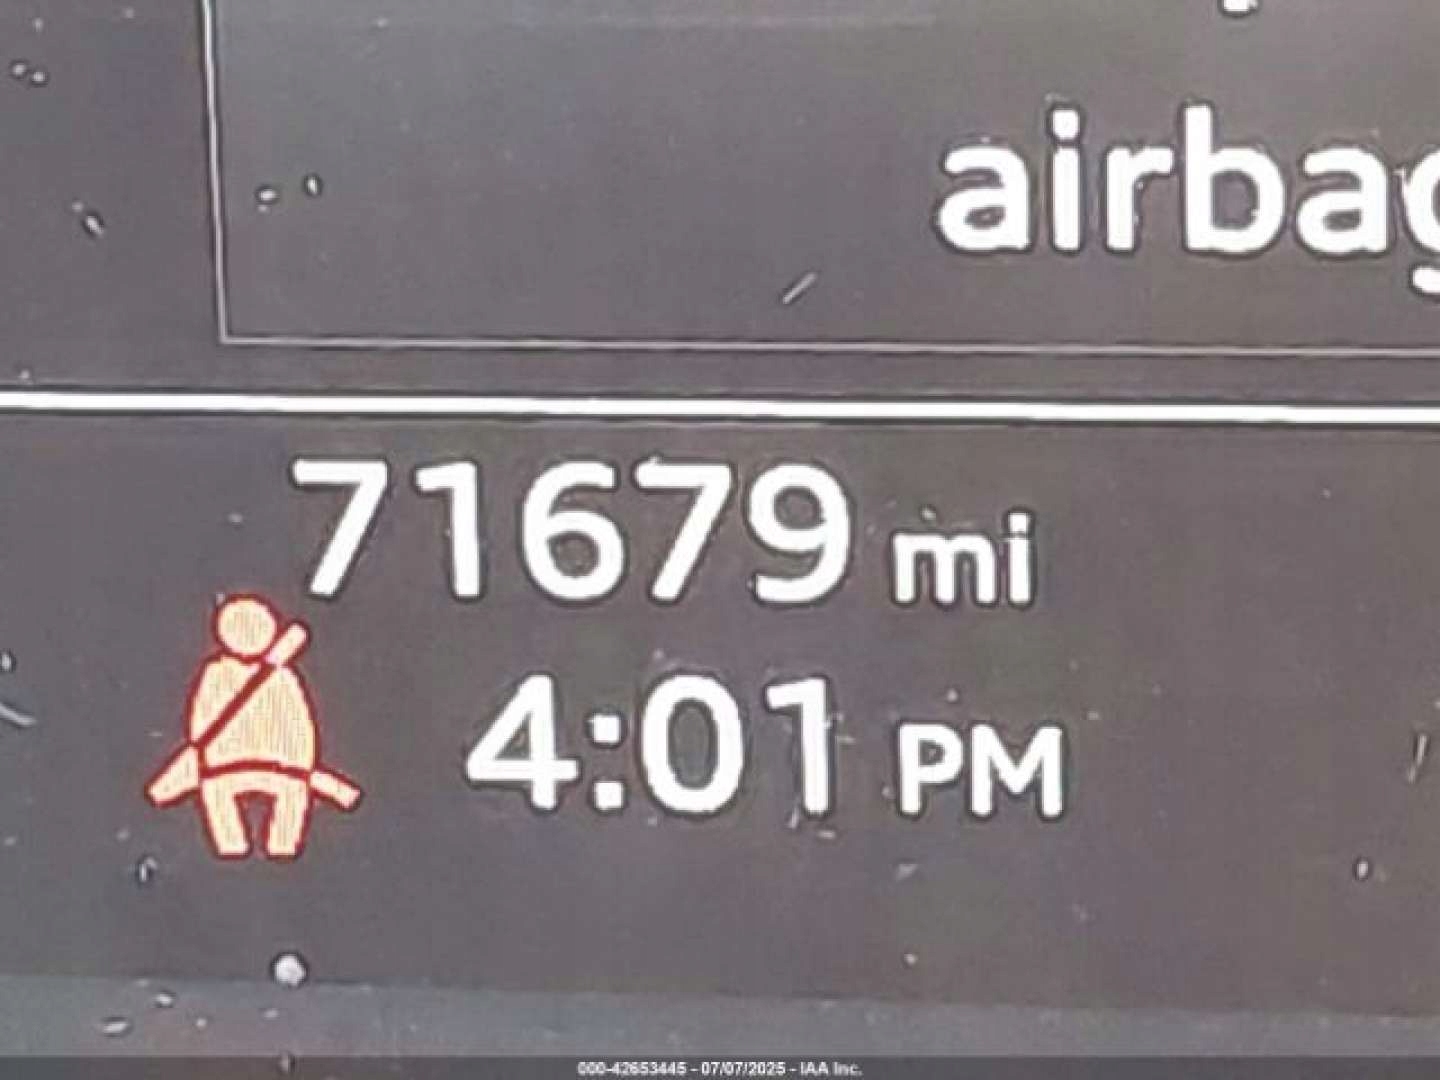 airbag
71679 mi
4:01 PM
000-42653445 - 07/07/2025 - IAA Inc.